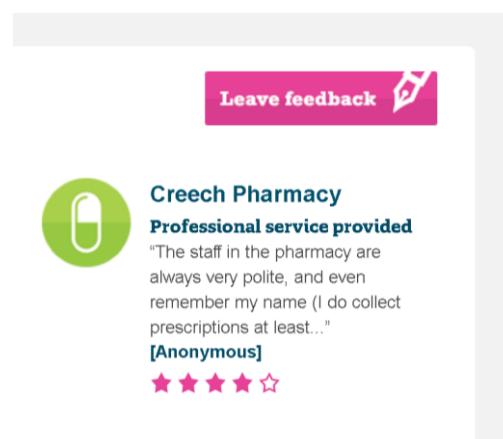 Leave feedback
Creech Pharmacy
Professional service provided
“The staff in the pharmacy are
always very polite, and even
remember my name (I do collect
prescriptions at least...”
[Anonymous]